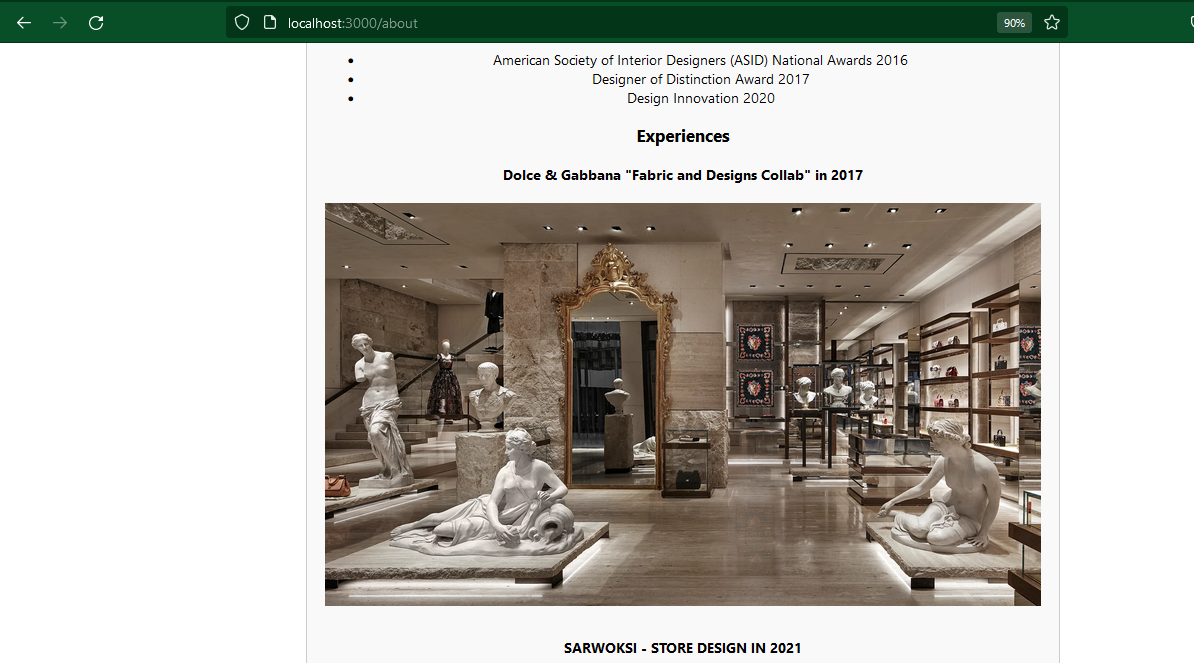 localhost:3000/about
90%
American Society of Interior Designers (ASID) National Awards 2016
Designer of Distinction Award 2017
Design Innovation 2020
Experiences
Dolce & Gabbana "Fabric and Designs Collab" in 2017
SARWOKSI - STORE DESIGN IN 2021